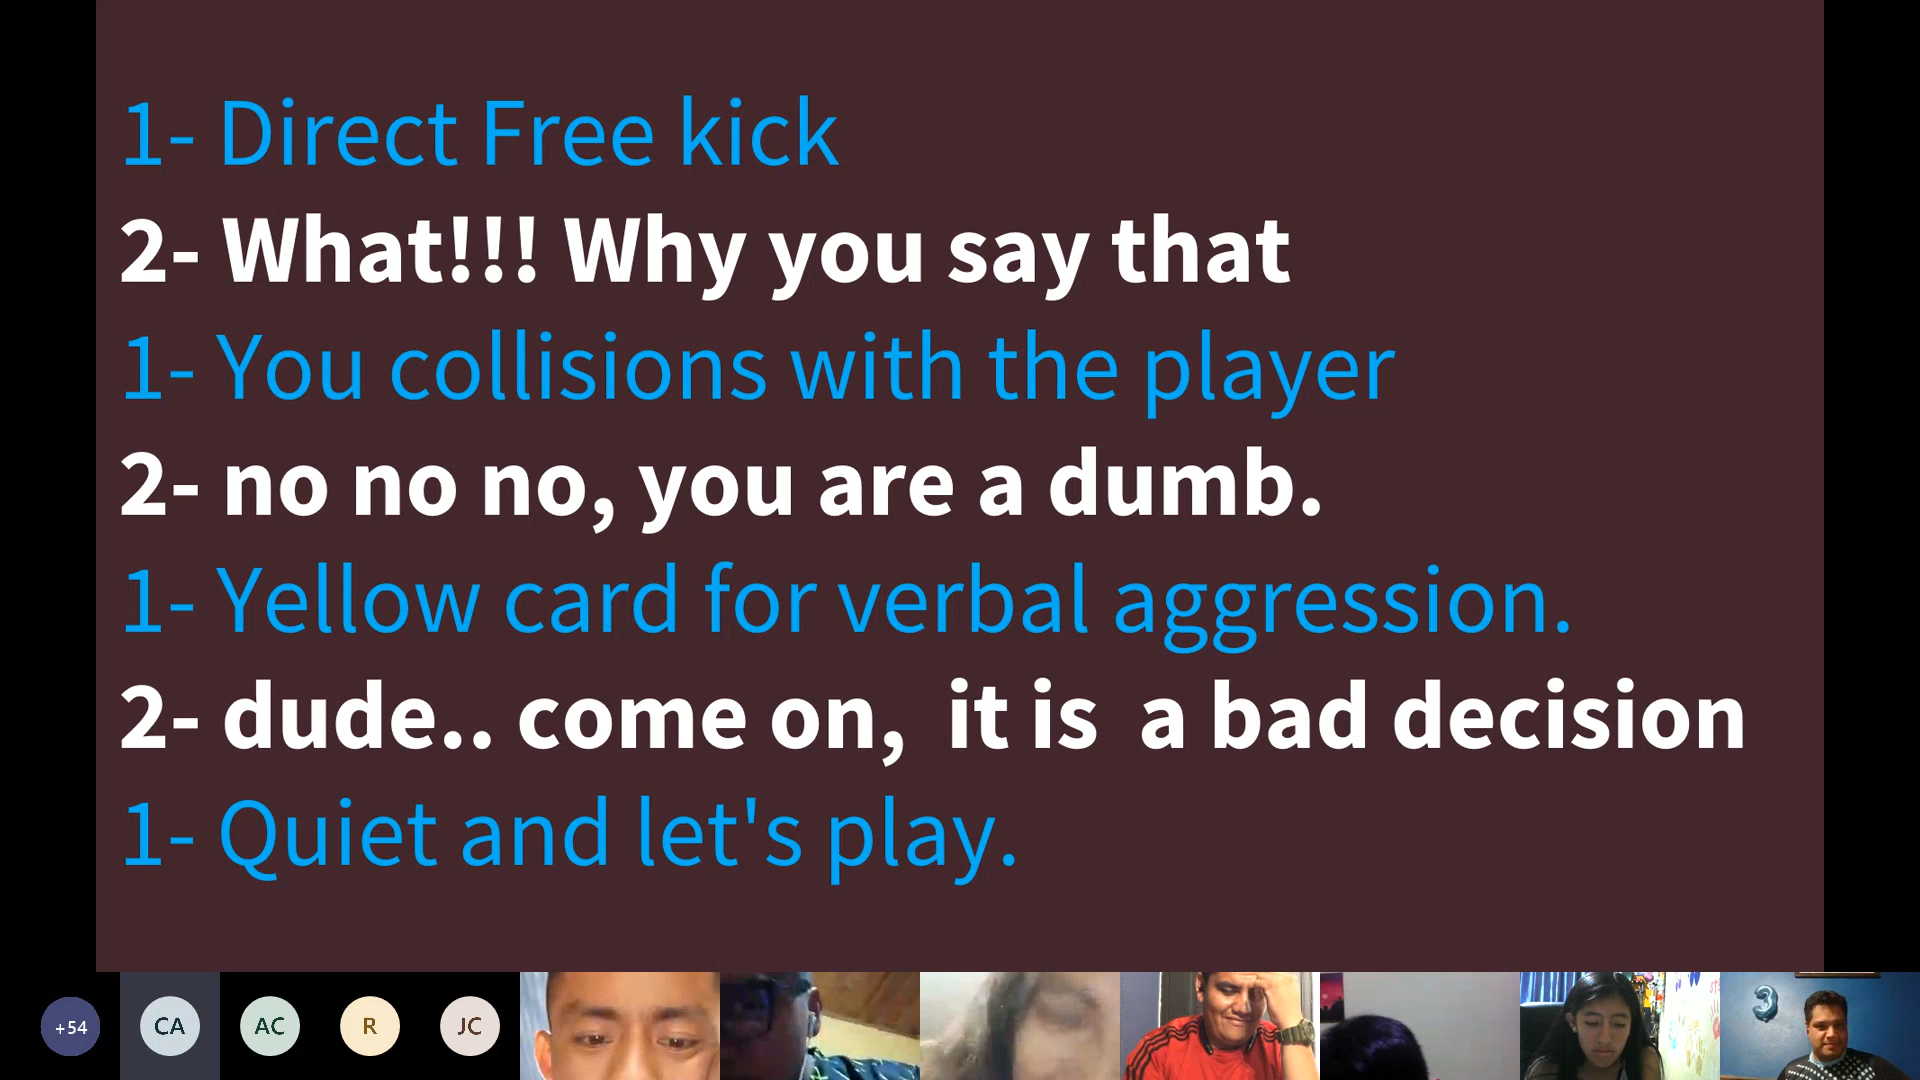 1- Direct Free kick
2- What!!! Why you say that
1- You collisions with the player
2- no no no, you are a dumb.
1- Yellow card for verbal aggression.
2- dude.. come on,  it is  a bad decision
1- Quiet and let's play.
+54 CA AC R JC
3